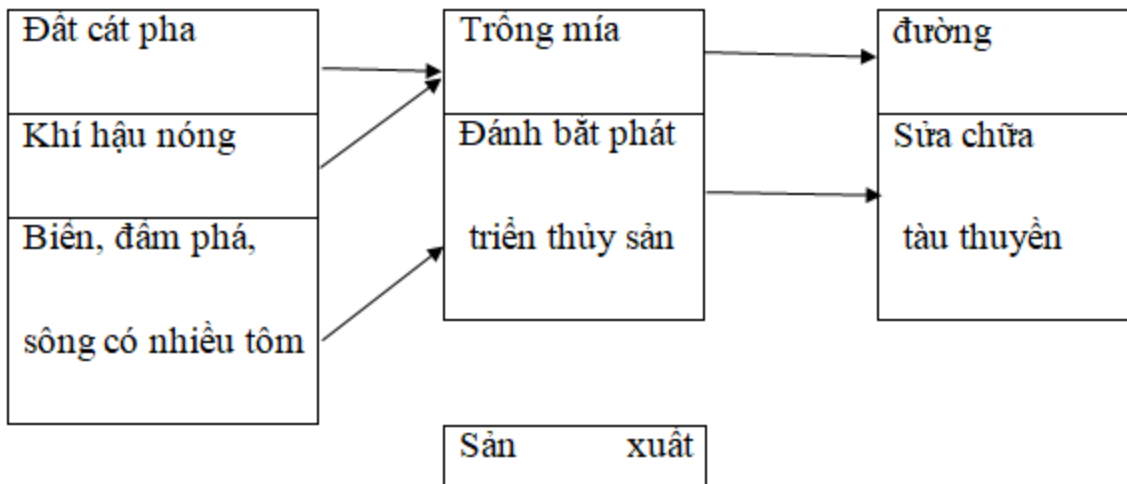 Đất cát pha
Khí hậu nóng
Biển, đầm phá,
sông có nhiều tôm
Trồng mía
Đánh bắt phát
triển thủy sản
đường
Sửa chữa
tàu thuyền
Sản xuất